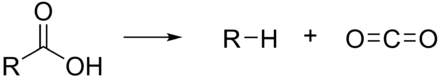 O
R OH R–H + O=C=O